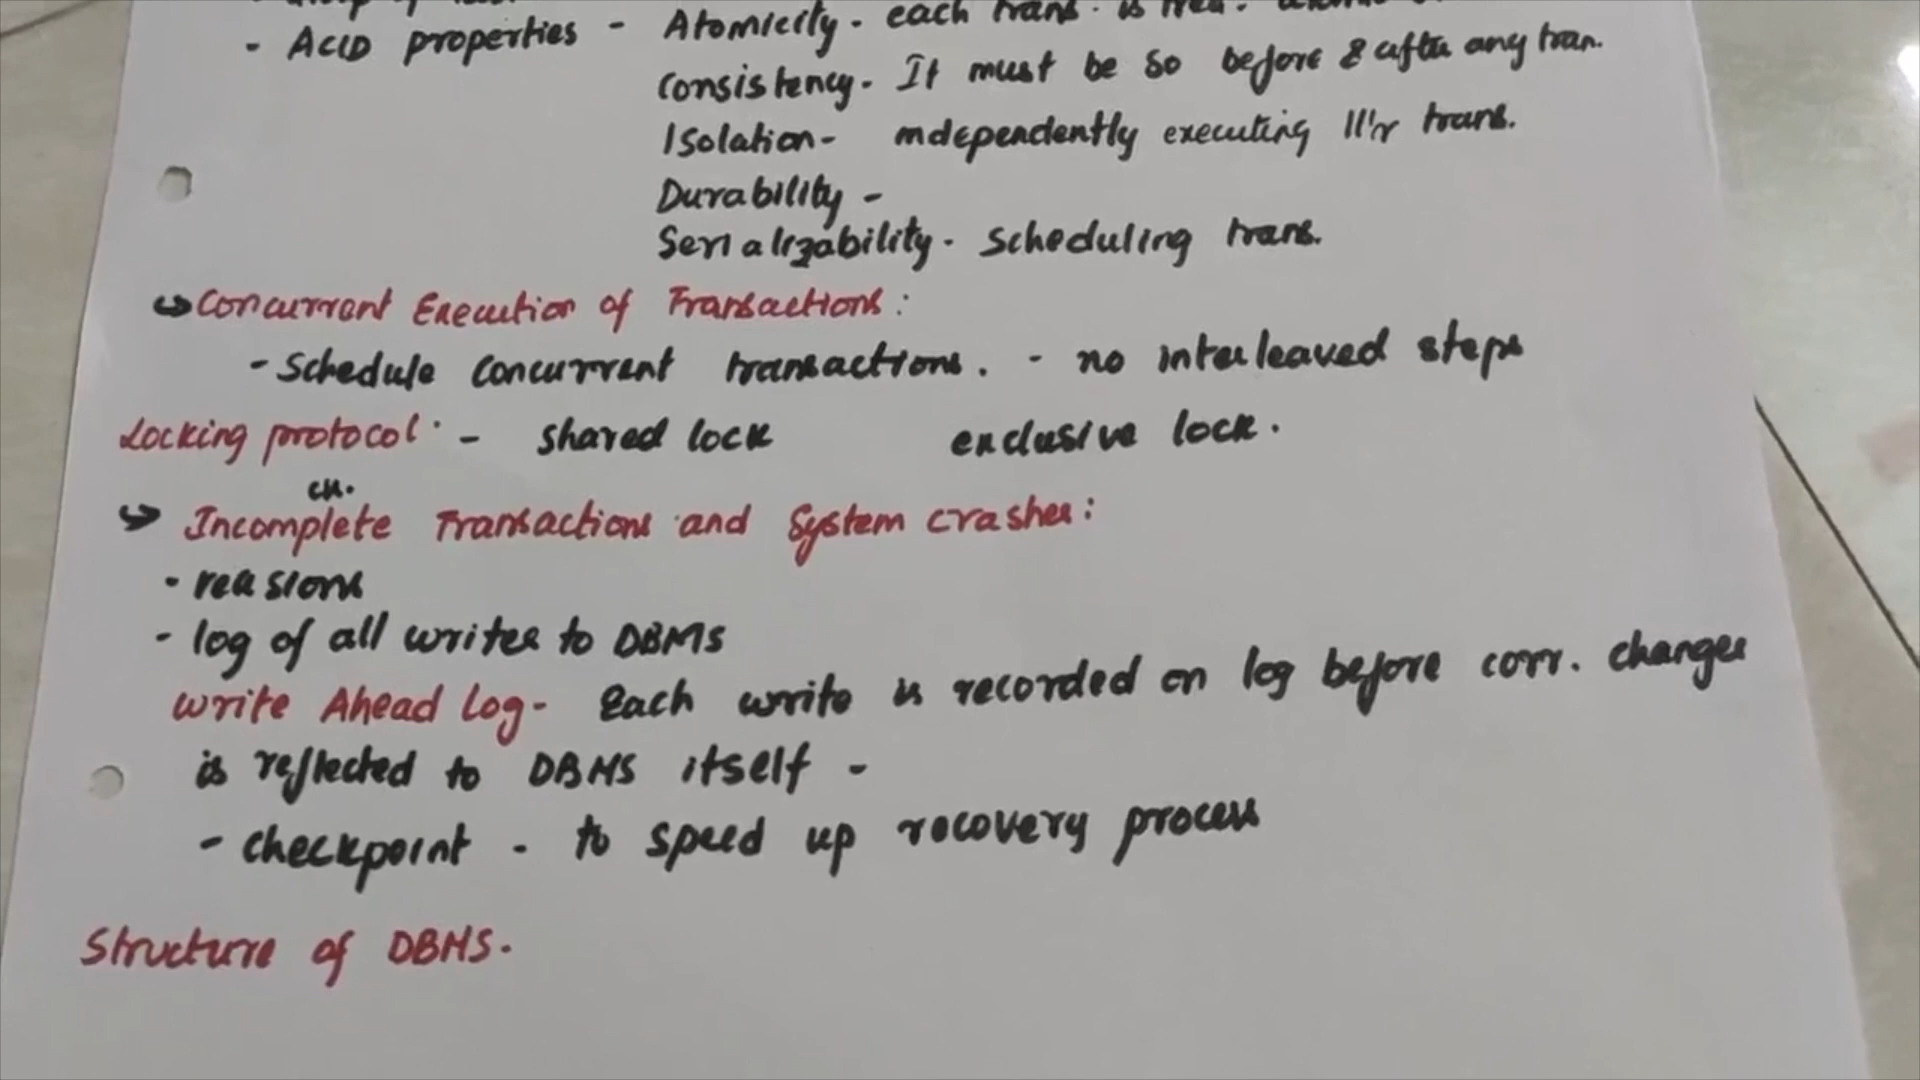 - ACID properties - Atomicity - each trans. is
Consistency - It must be so before & after any tran.
Isolation - independently executing ll'r trans.
Durability -
Serializability - Scheduling trans.
↪ Concurrent Execution of Transactions :
- Schedule concurrent transactions. - no interleaved steps
Locking protocol - shared lock exclusive lock.
↪ Incomplete Transactions and System crashes :
- reasions
- log of all writes to DBMS
Write Ahead Log - Each write is recorded on log before corr. changes
is reflected to DBMS itself -
- checkpoint - to speed up recovery process
Structure of DBMS.